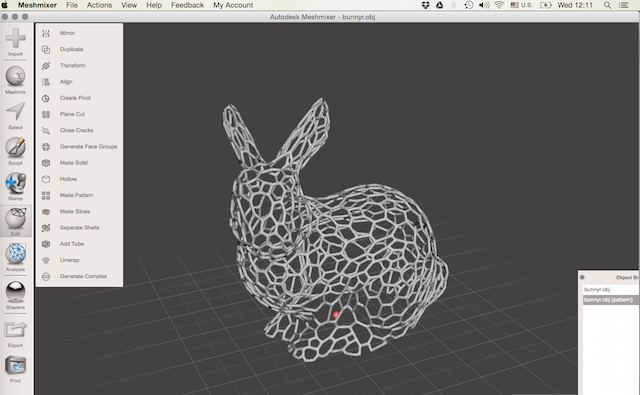 Meshmixer File Actions View Help Feedback My Account U.S. Wed 12:11
Autodesk Meshmixer - bunnyr.obj
Import
Meshmix
Select
Sculpt
Stamp
Edit
Analysis
Shaders
Export
Print
Mirror
Duplicate
Transform
Align
Create Pivot
Plane Cut
Close Cracks
Generate Face Groups
Make Solid
Hollow
Make Pattern
Make Slices
Separate Shells
Add Tube
Unwrap
Generate Complex
Object Br
bunnyr.obj
bunnyr.obj (pattern)